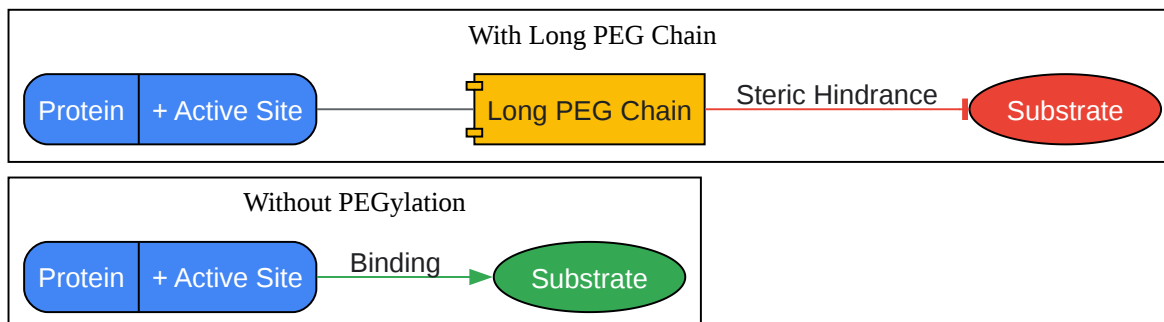 With Long PEG Chain
Protein + Active Site Long PEG Chain Steric Hindrance Substrate
Without PEGylation
Protein + Active Site Binding Substrate